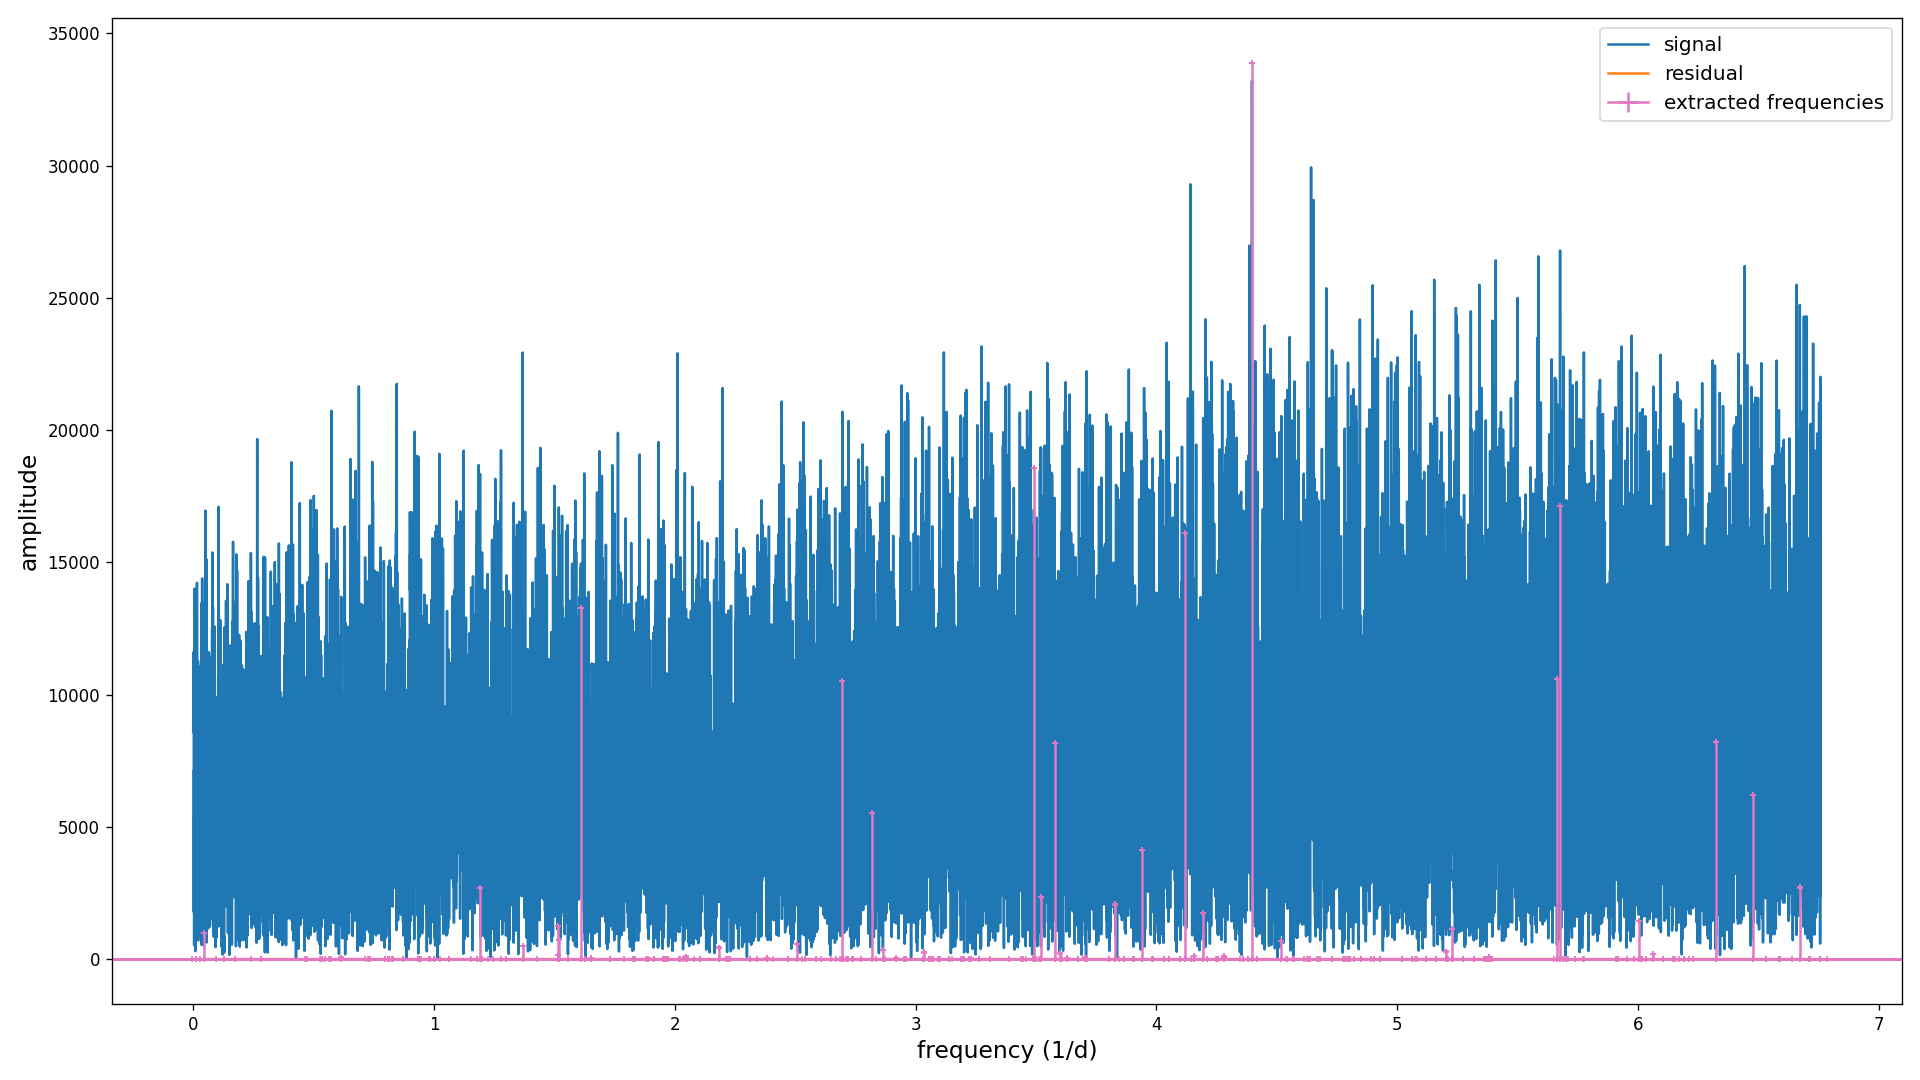 35000
30000
25000
20000
15000
10000
5000
0
amplitude
0 1 2 3 4 5 6 7
frequency (1/d)
signal
residual
extracted frequencies